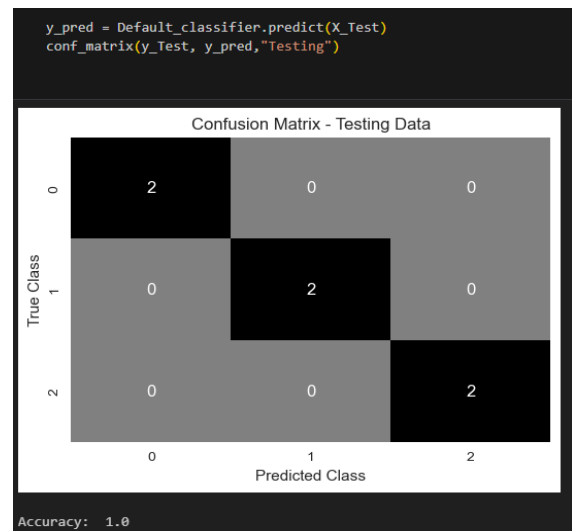 y_pred = Default_classifier.predict(X_Test)
conf_matrix(y_Test, y_pred,"Testing")
Confusion Matrix - Testing Data
True Class
0
2
0
0
1
0
2
0
2
0
0
2
0
1
2
Predicted Class
Accuracy:  1.0